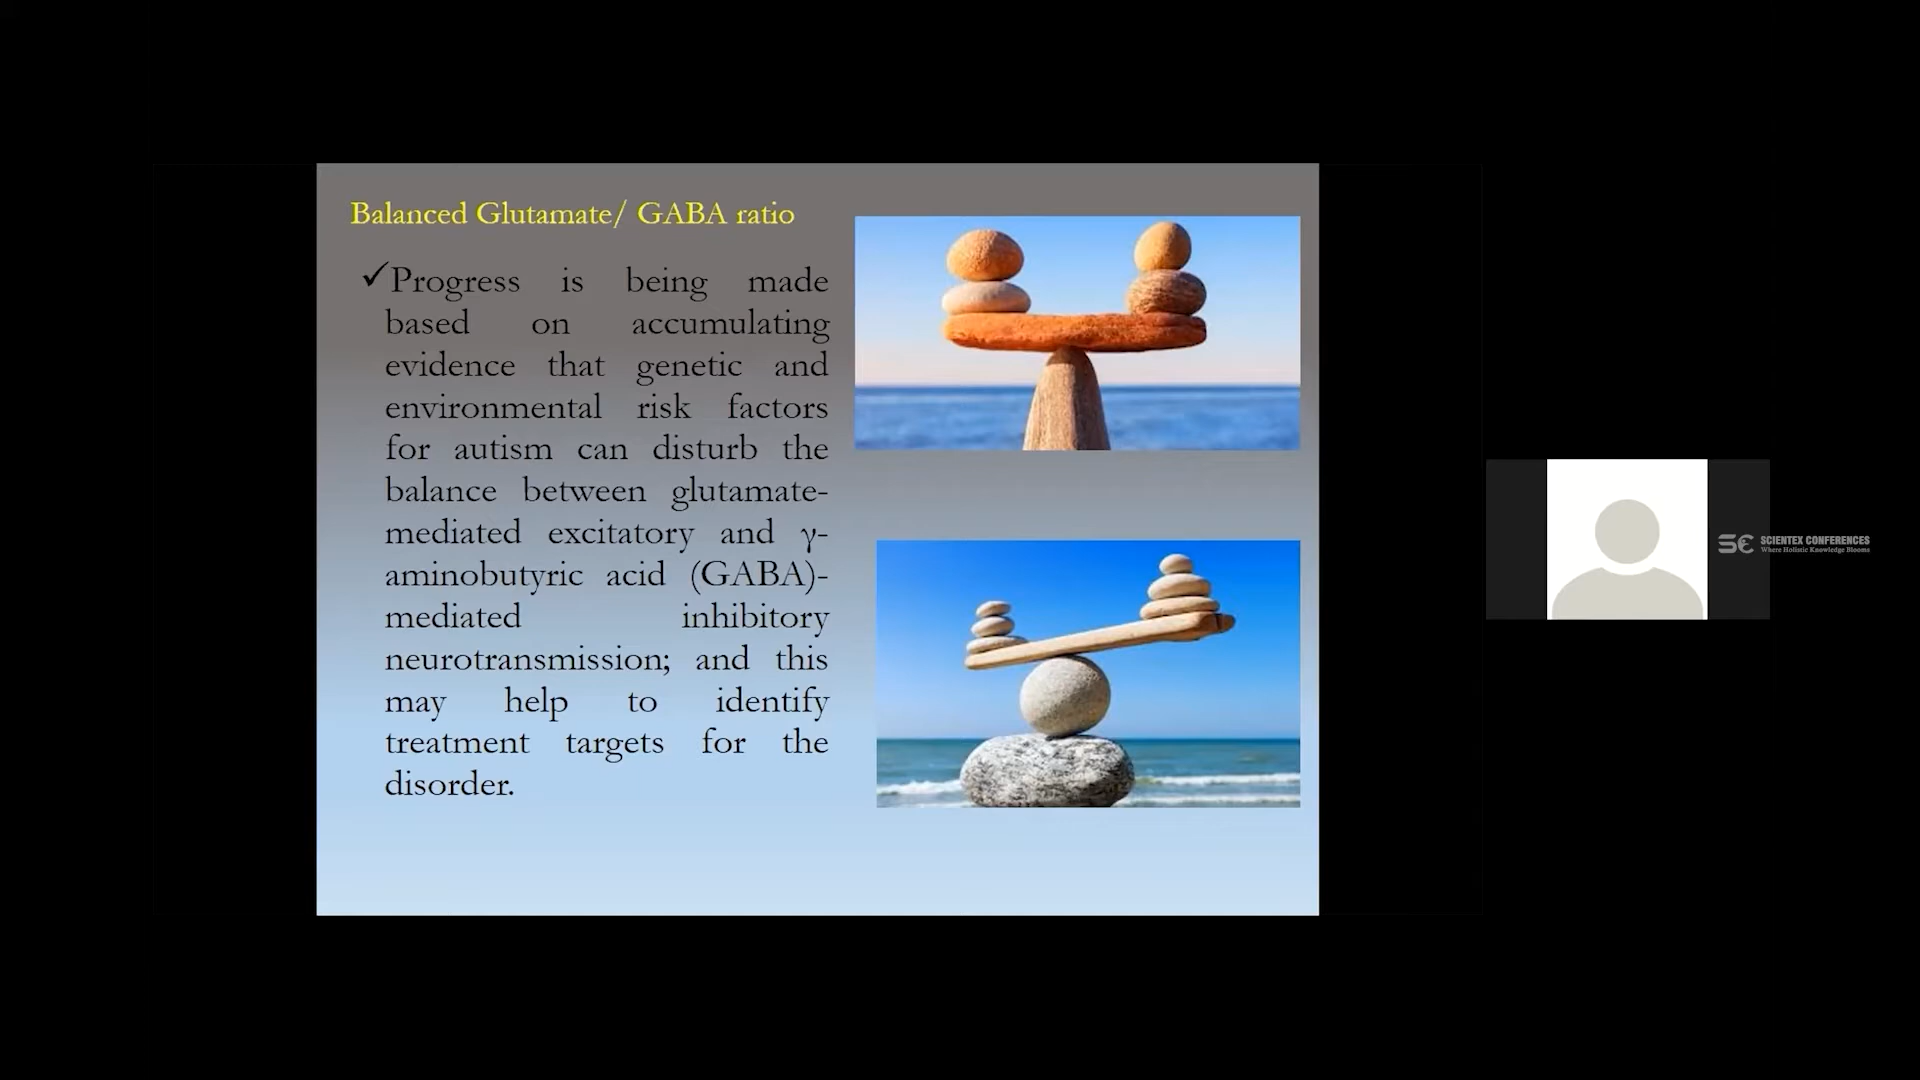 Balanced Glutamate/ GABA ratio
✓Progress is being made
based on accumulating
evidence that genetic and
environmental risk factors
for autism can disturb the
balance between glutamate-
mediated excitatory and γ-
aminobutyric acid (GABA)-
mediated inhibitory
neurotransmission; and this
may help to identify
treatment targets for the
disorder.
SC SCIENTEX CONFERENCES
Where Holistic Knowledge Blooms